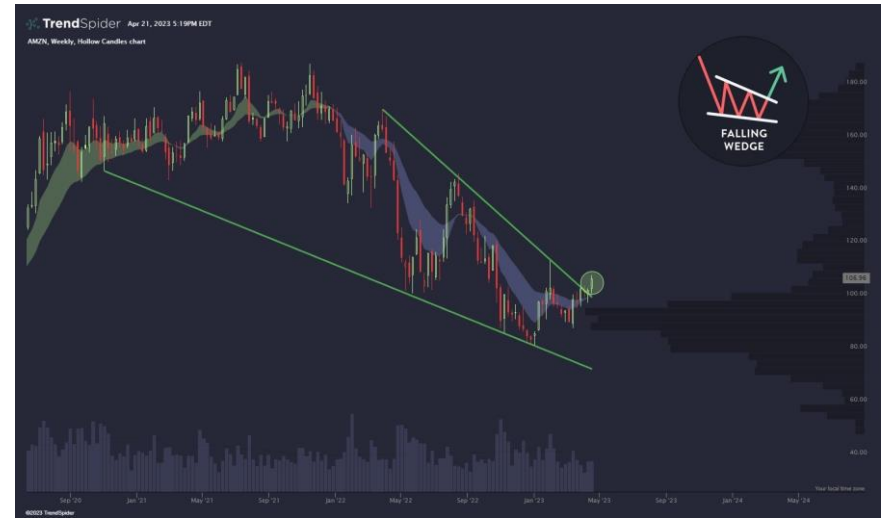 TrendSpider Apr 21, 2023 5:19PM EDT
AMZN, Weekly, Hollow Candles chart
FALLING
WEDGE
180.00
160.00
140.00
120.00
106.96
100.00
80.00
60.00
40.00
Your local time zone
Sep '20 Jan '21 May '21 Sep '21 Jan '22 May '22 Sep '22 Jan '23 May '23 Sep '23 Jan '24 May '24
©2023 TrendSpider